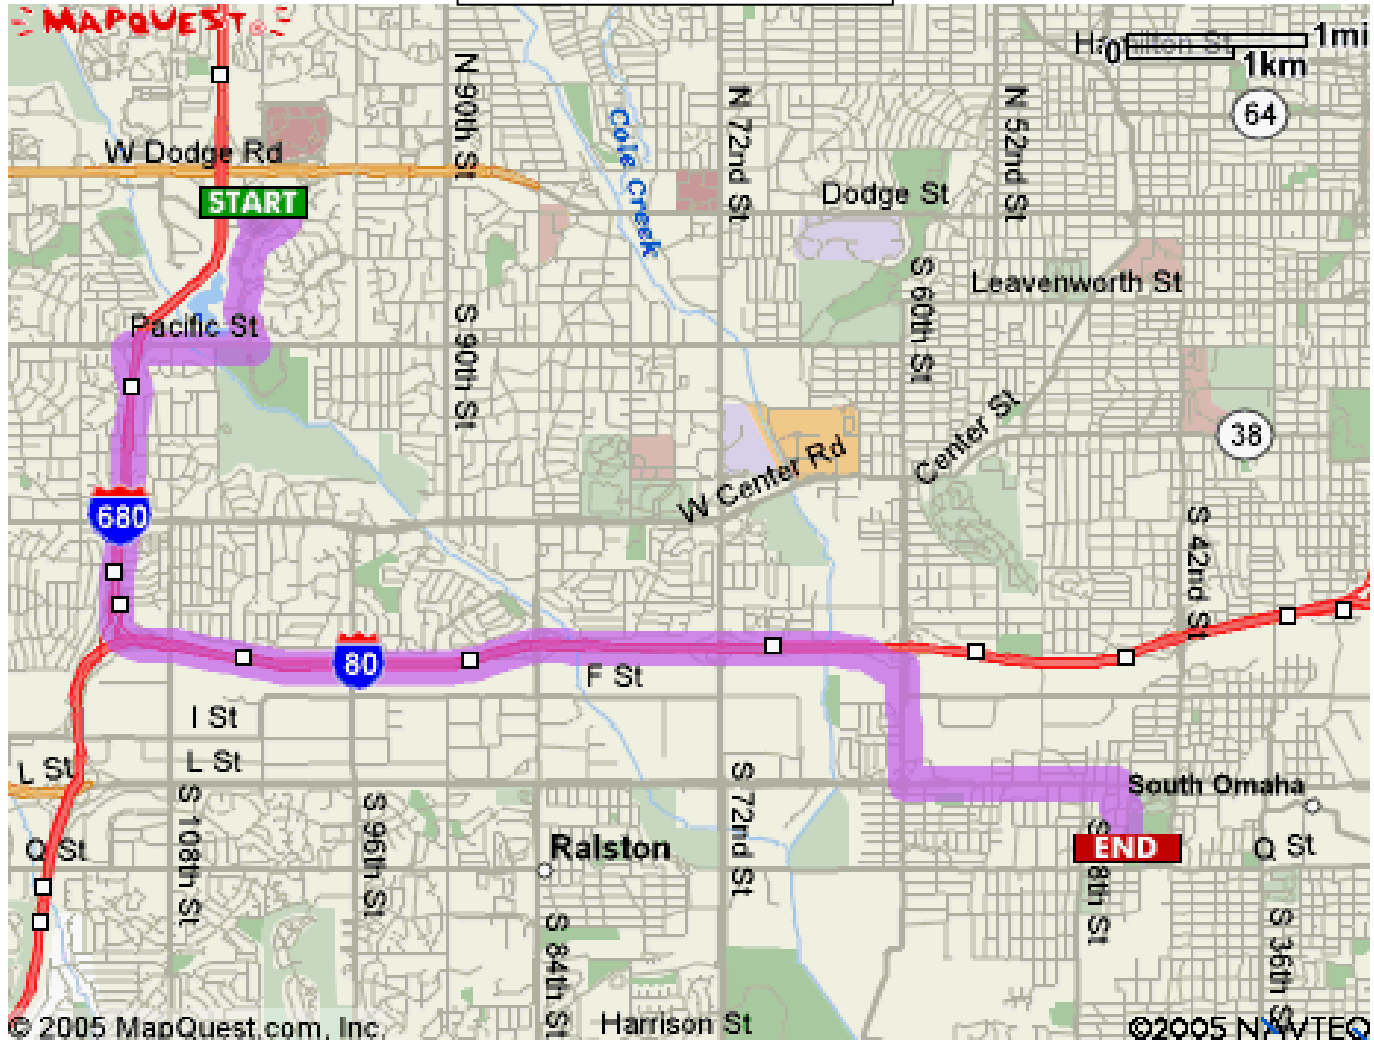 MAPQUEST
Hamilton St
0 1mi
1km
64
N 90th St
Cole Creek
N 72nd St
N 52nd St
W Dodge Rd
START
Dodge St
S 60th St
Leavenworth St
Pacific St
S 90th St
Center St
38
W Center Rd
680
S 42nd St
80
F St
I St
L St
L St
S 72nd St
South Omaha
S 108th St
S 96th St
Q St
Ralston
END
Q St
8th St
S 84th St
S 36th S
Harrison St
© 2005 MapQuest.com, Inc.
©2005 NAVTEQ